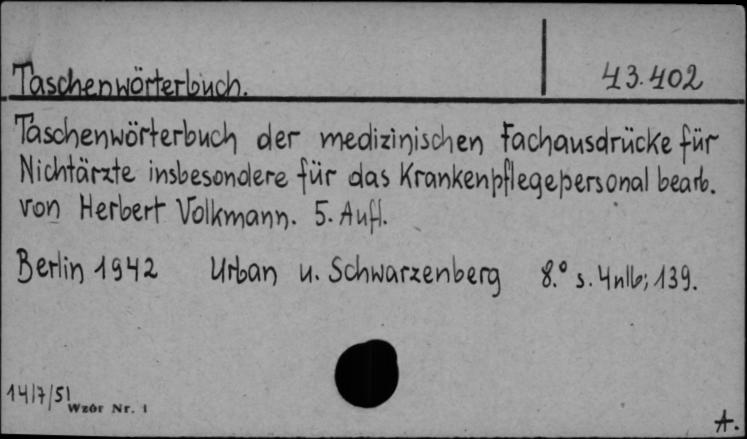 Taschenwörterbuch.
43.402
Taschenwörterbuch der medizinischen Fachausdrücke für
Nichtärzte insbesondere für das Krankenpflegepersonal bearb.
von Herbert Volkmann. 5. Aufl.
Berlin 1942 Urban u. Schwarzenberg 8.° s. 4nlb; 139.
14/7/51
Wzór Nr. 1
A.